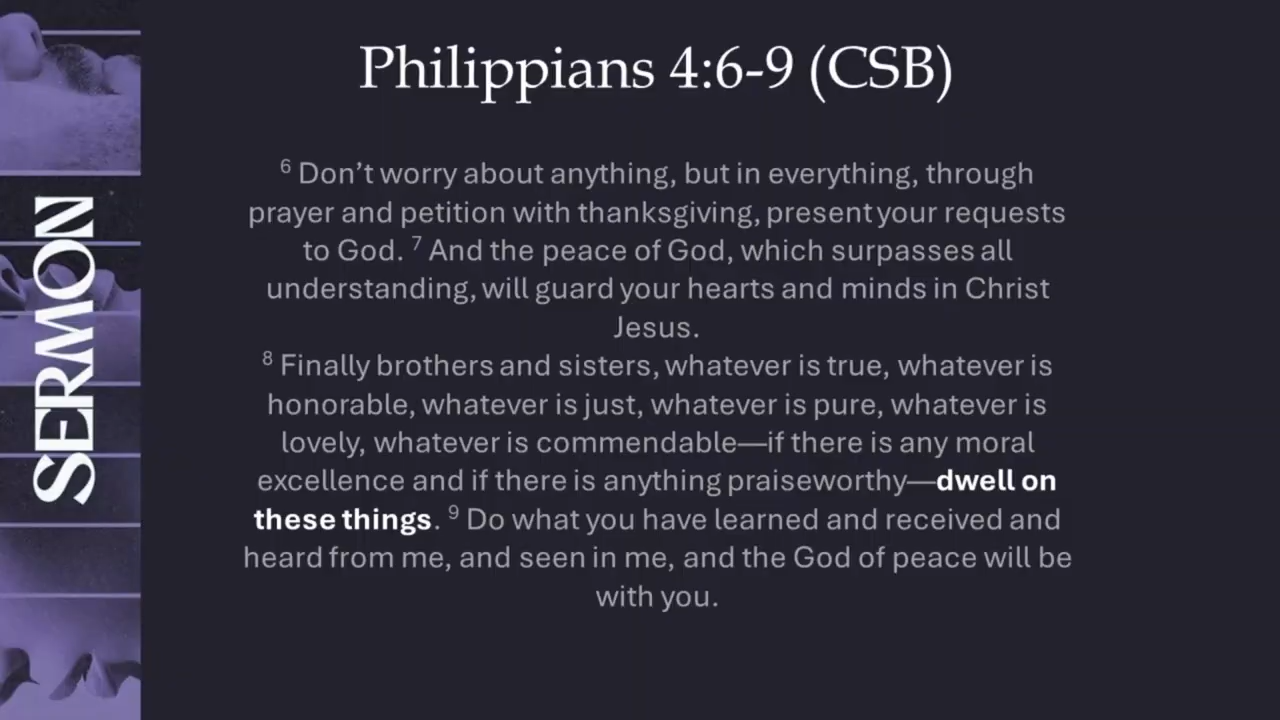 SERMON
Philippians 4:6-9 (CSB)
6 Don’t worry about anything, but in everything, through
prayer and petition with thanksgiving, present your requests
to God. 7 And the peace of God, which surpasses all
understanding, will guard your hearts and minds in Christ
Jesus.
8 Finally brothers and sisters, whatever is true, whatever is
honorable, whatever is just, whatever is pure, whatever is
lovely, whatever is commendable—if there is any moral
excellence and if there is anything praiseworthy—dwell on
these things. 9 Do what you have learned and received and
heard from me, and seen in me, and the God of peace will be
with you.